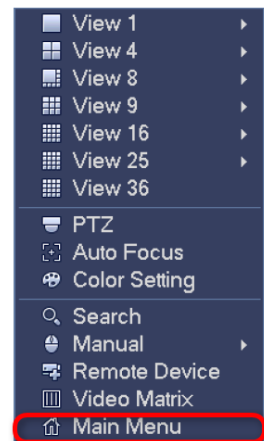 View 1
View 4
View 8
View 9
View 16
View 25
View 36
PTZ
Auto Focus
Color Setting
Search
Manual
Remote Device
Video Matrix
Main Menu